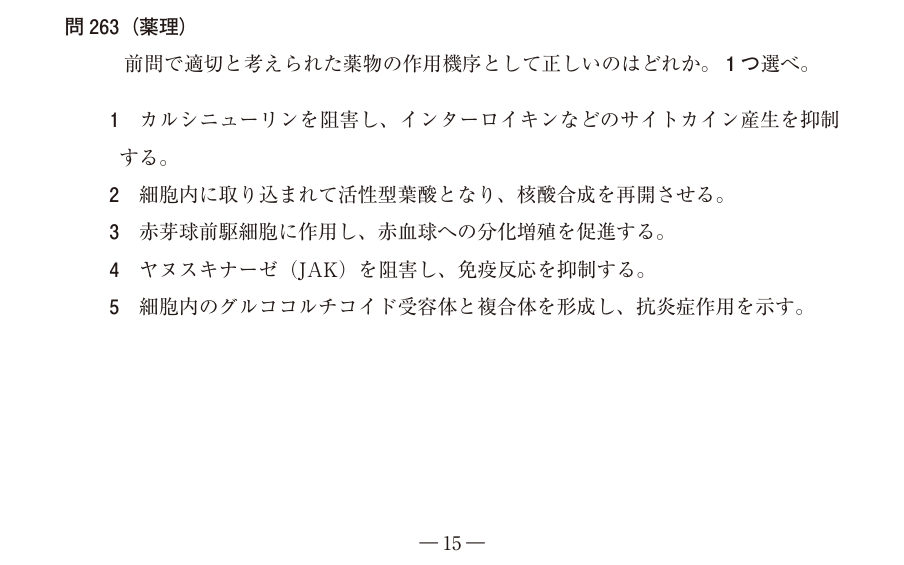 問 263（薬理）
前問で適切と考えられた薬物の作用機序として正しいのはどれか。1 つ選べ。
1　カルシニューリンを阻害し、インターロイキンなどのサイトカイン産生を抑制
する。
2　細胞内に取り込まれて活性型葉酸となり、核酸合成を再開させる。
3　赤芽球前駆細胞に作用し、赤血球への分化増殖を促進する。
4　ヤヌスキナーゼ（JAK）を阻害し、免疫反応を抑制する。
5　細胞内のグルココルチコイド受容体と複合体を形成し、抗炎症作用を示す。
— 15 —